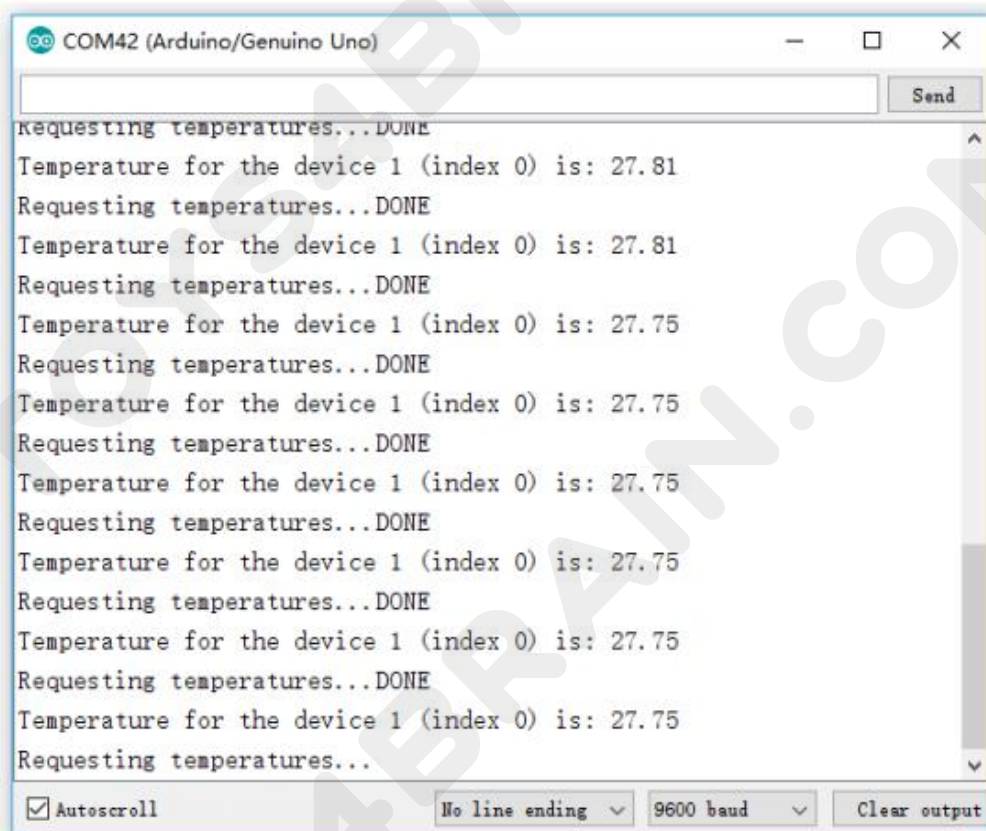 COM42 (Arduino/Genuino Uno)
Send
Requesting temperatures...DONE
Temperature for the device 1 (index 0) is: 27.81
Requesting temperatures...DONE
Temperature for the device 1 (index 0) is: 27.81
Requesting temperatures...DONE
Temperature for the device 1 (index 0) is: 27.75
Requesting temperatures...DONE
Temperature for the device 1 (index 0) is: 27.75
Requesting temperatures...DONE
Temperature for the device 1 (index 0) is: 27.75
Requesting temperatures...DONE
Temperature for the device 1 (index 0) is: 27.75
Requesting temperatures...DONE
Temperature for the device 1 (index 0) is: 27.75
Requesting temperatures...DONE
Temperature for the device 1 (index 0) is: 27.75
Requesting temperatures...
Autoscroll No line ending 9600 baud Clear output